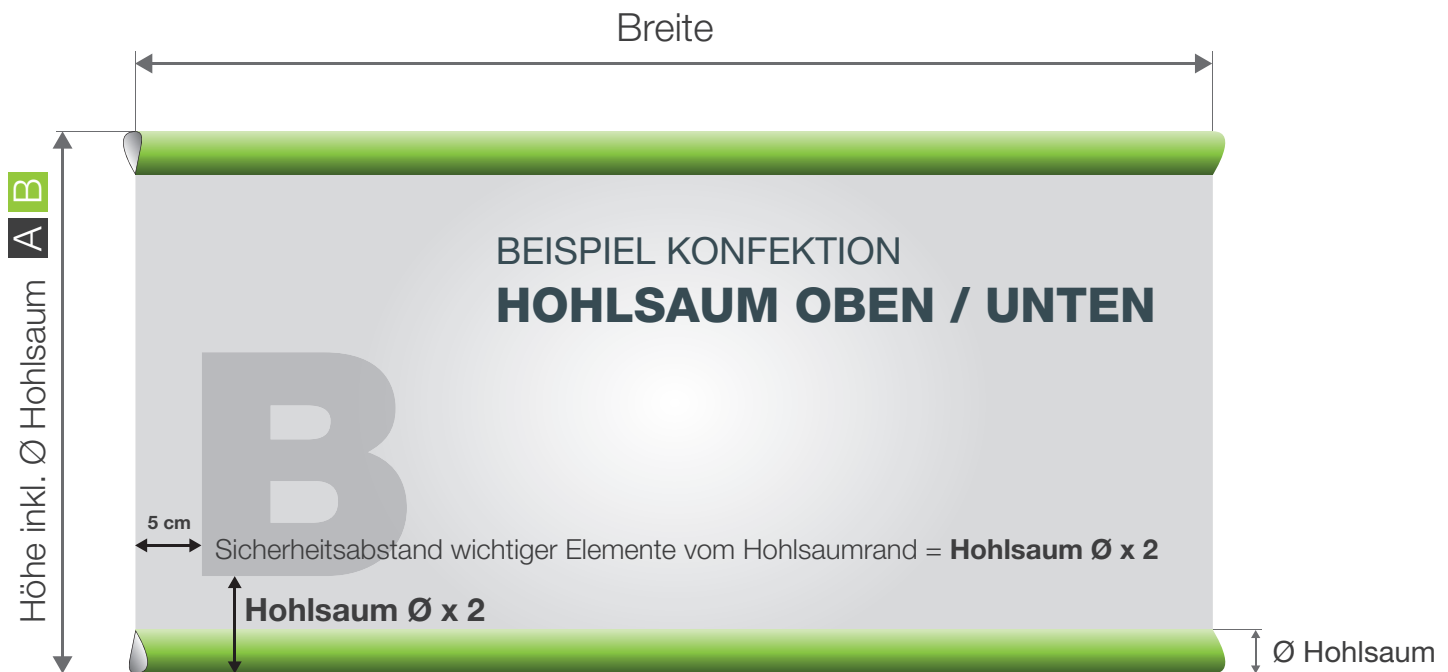 Breite
Höhe inkl. Ø Hohlsaum A B
BEISPIEL KONFEKTION
HOHLSAUM OBEN / UNTEN
B
5 cm
Sicherheitsabstand wichtiger Elemente vom Hohlsaumrand = Hohlsaum Ø x 2
Hohlsaum Ø x 2
Ø Hohlsaum